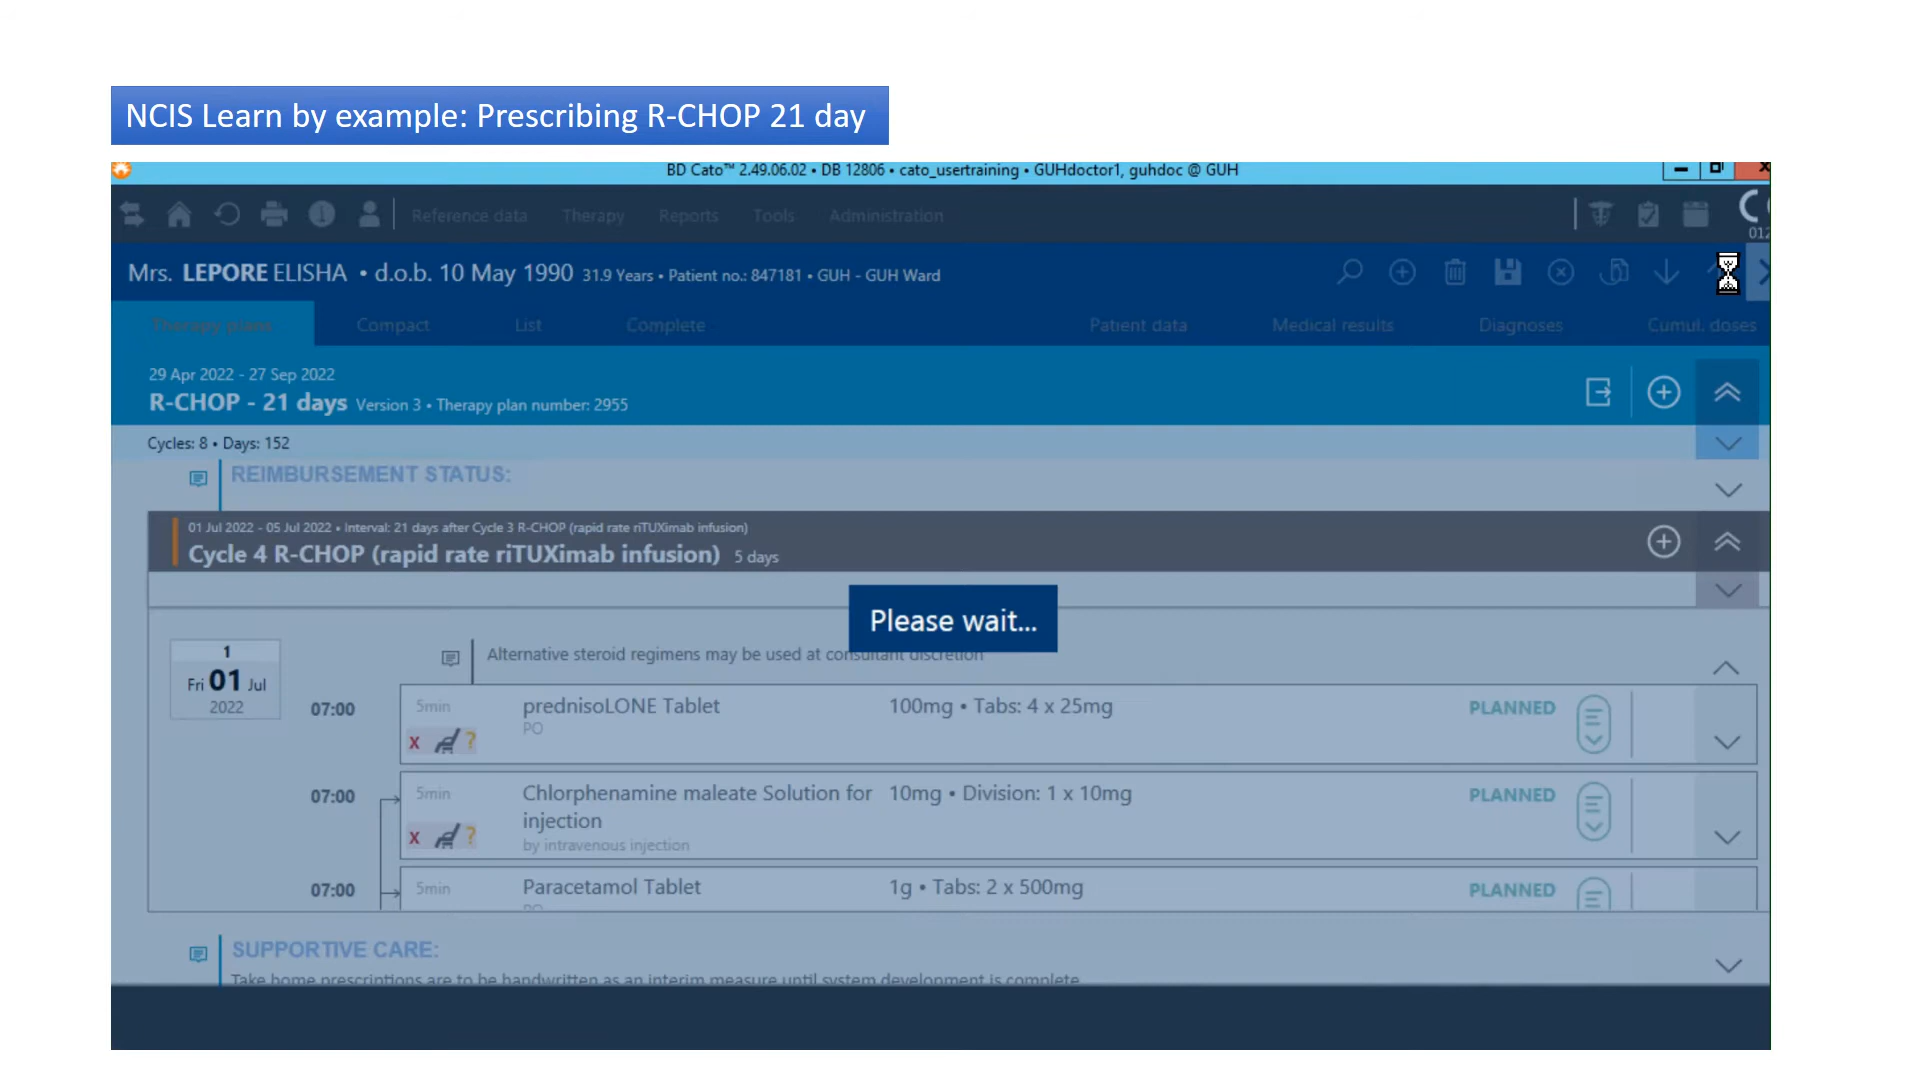 NCIS Learn by example: Prescribing R-CHOP 21 day
BD Cato™ 2.49.06.02 • DB 12806 • cato_usertraining • GUHdoctor1, guhdoc @ GUH
Reference data Therapy Reports Tools Administration
012
Mrs. LEPORE ELISHA • d.o.b. 10 May 1990 31.9 Years • Patient no.: 847181 • GUH - GUH Ward
Therapy plans Compact List Complete Patient data Medical results Diagnoses Cumul. doses
29 Apr 2022 - 27 Sep 2022
R-CHOP - 21 days Version 3 • Therapy plan number: 2955
Cycles: 8 • Days: 152
REIMBURSEMENT STATUS:
01 Jul 2022 - 05 Jul 2022 • Interval: 21 days after Cycle 3 R-CHOP (rapid rate riTUXimab infusion)
Cycle 4 R-CHOP (rapid rate riTUXimab infusion) 5 days
Please wait...
Alternative steroid regimens may be used at consultant discretion
1
Fri 01 Jul
2022
07:00 5min prednisoLONE Tablet 100mg • Tabs: 4 x 25mg PLANNED
PO
x ?
07:00 5min Chlorphenamine maleate Solution for injection 10mg • Division: 1 x 10mg PLANNED
by intravenous injection
x ?
07:00 5min Paracetamol Tablet 1g • Tabs: 2 x 500mg PLANNED
PO
SUPPORTIVE CARE:
Take home prescriptions are to be handwritten as an interim measure until system development is complete